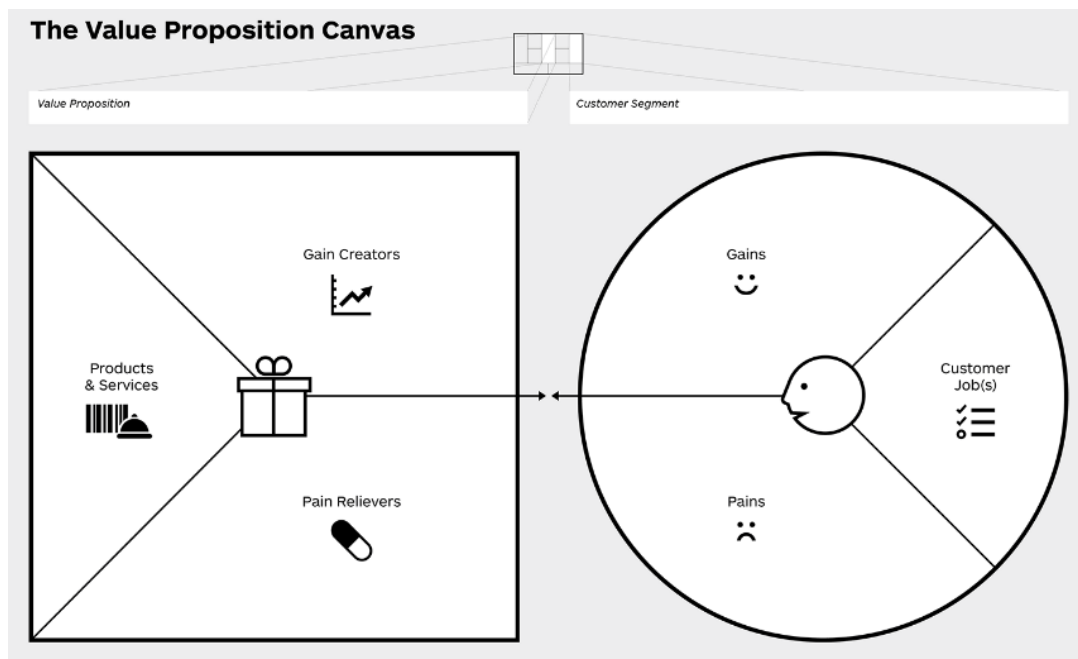 The Value Proposition Canvas
Value Proposition
Customer Segment
Gain Creators
Products
& Services
Pain Relievers
Gains
Customer
Job(s)
Pains